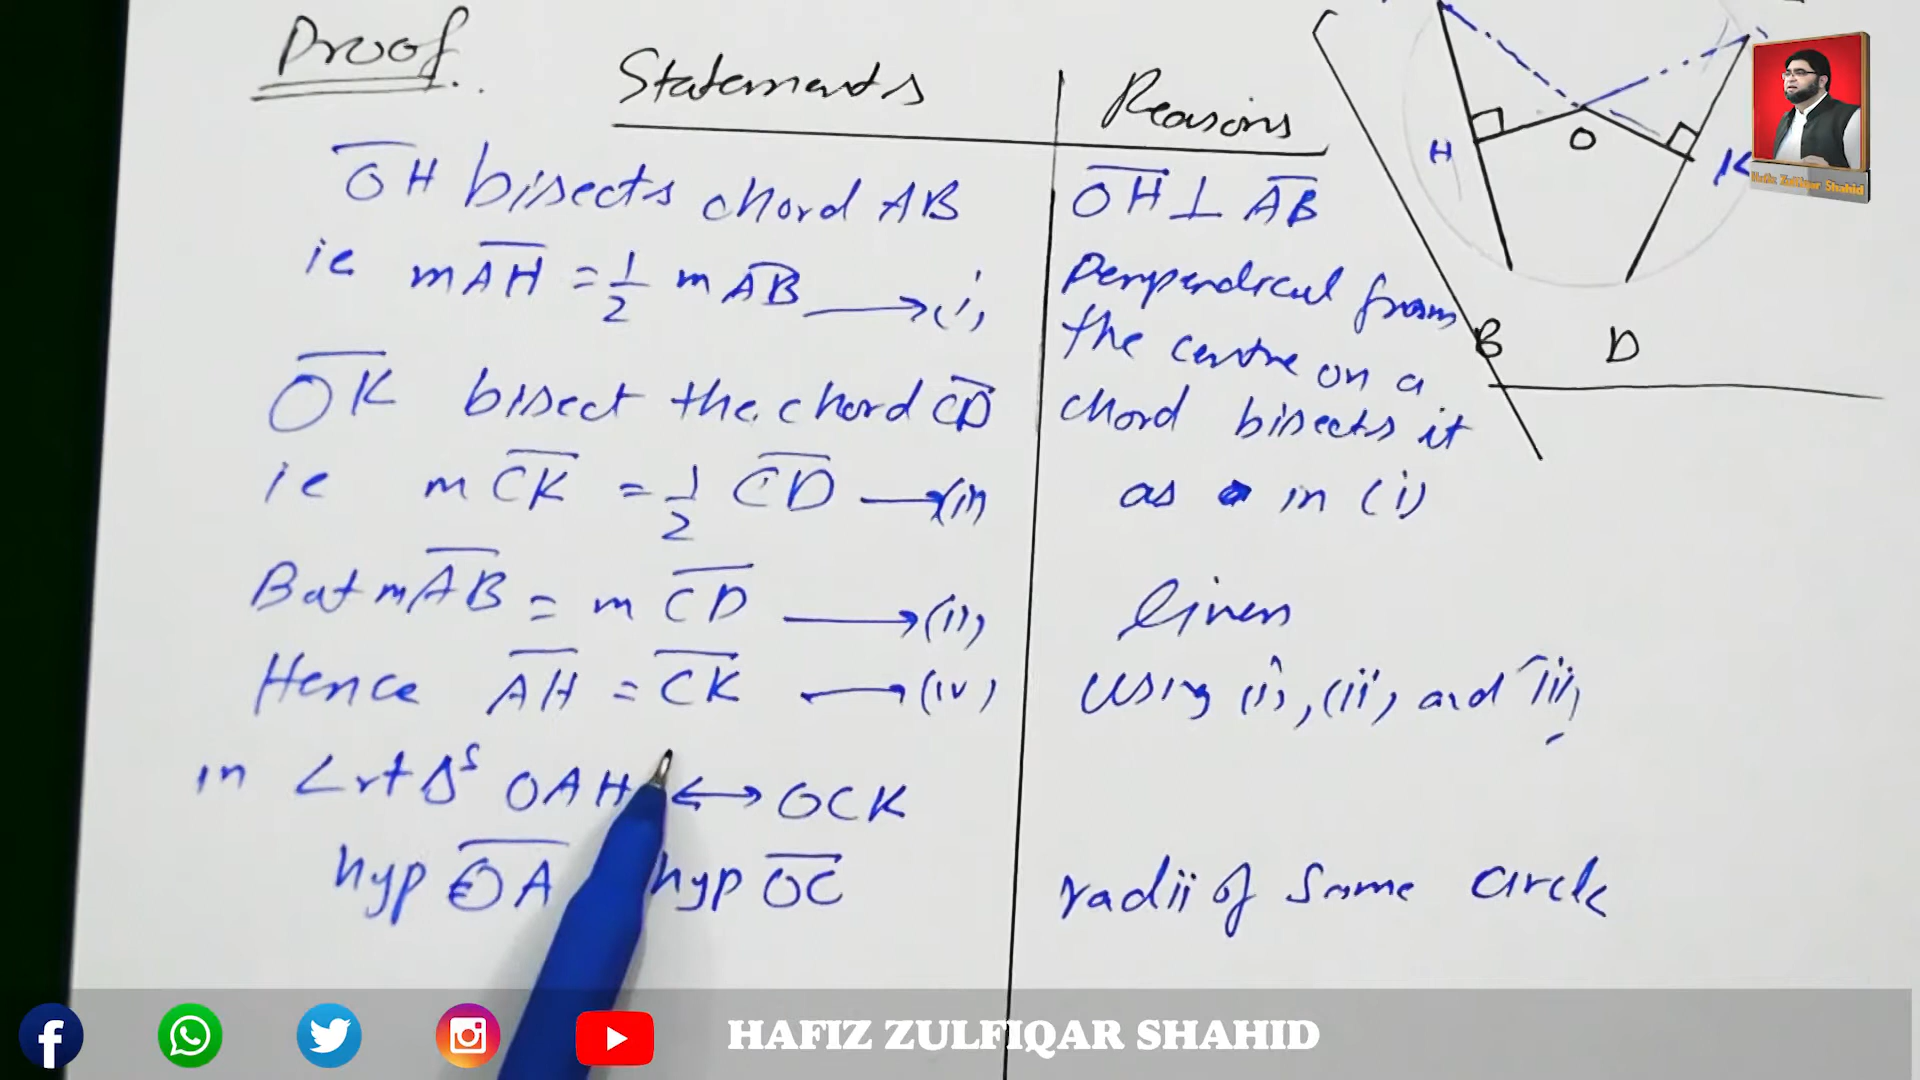 Proof.
Statements
Reasons
OH bisects chord AB
OH ⊥ AB
ie mAH = 1/2 mAB → (i)
Perpendicul from
the centre on a
OK bisect the chord CD
chord bisects it
ie mCK = 1/2 CD → (ii)
as in (i)
But mAB = mCD → (ii)
Given
Hence AH = CK → (iv)
Using (i), (ii) and iii)
in ∠rt Δs OAH ↔ OCK
hyp OA hyp OC
radii of Same circle
H
O
K
B
D
Hafiz Zulfiqar Shahid
HAFIZ ZULFIQAR SHAHID